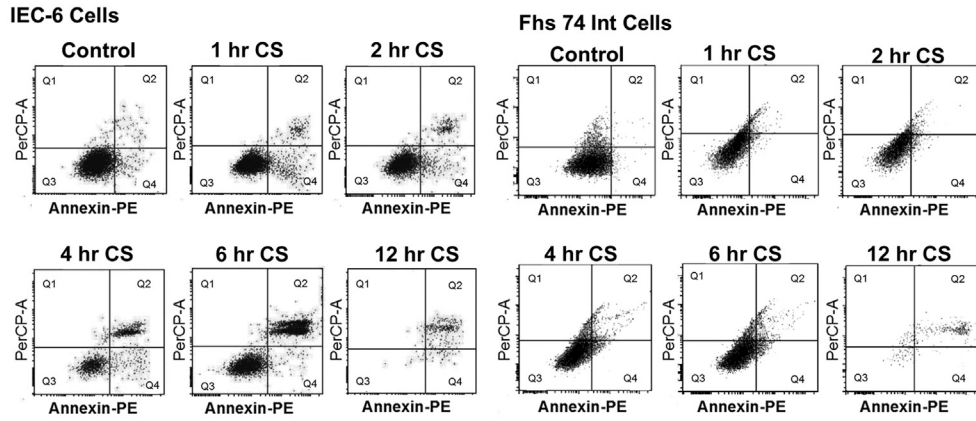 IEC-6 Cells
Fhs 74 Int Cells
Control
1 hr CS
2 hr CS
Control
1 hr CS
2 hr CS
Q1 Q2
Q1 Q2
Q1 Q2
Q1 Q2
Q1 Q2
Q1 Q2
PerCP-A
PerCP-A
PerCP-A
PerCP-A
PerCP-A
PerCP-A
Q3 Q4
Q3 Q4
Q3 Q4
Q3 Q4
Q3 Q4
Q3 Q4
Annexin-PE
Annexin-PE
Annexin-PE
Annexin-PE
Annexin-PE
Annexin-PE
4 hr CS
6 hr CS
12 hr CS
4 hr CS
6 hr CS
12 hr CS
Q1 Q2
Q1 Q2
Q1 Q2
Q1 Q2
Q1 Q2
Q1 Q2
PerCP-A
PerCP-A
PerCP-A
PerCP-A
PerCP-A
PerCP-A
Q3 Q4
Q3 Q4
Q3 Q4
Q3 Q4
Q3 Q4
Q3 Q4
Annexin-PE
Annexin-PE
Annexin-PE
Annexin-PE
Annexin-PE
Annexin-PE